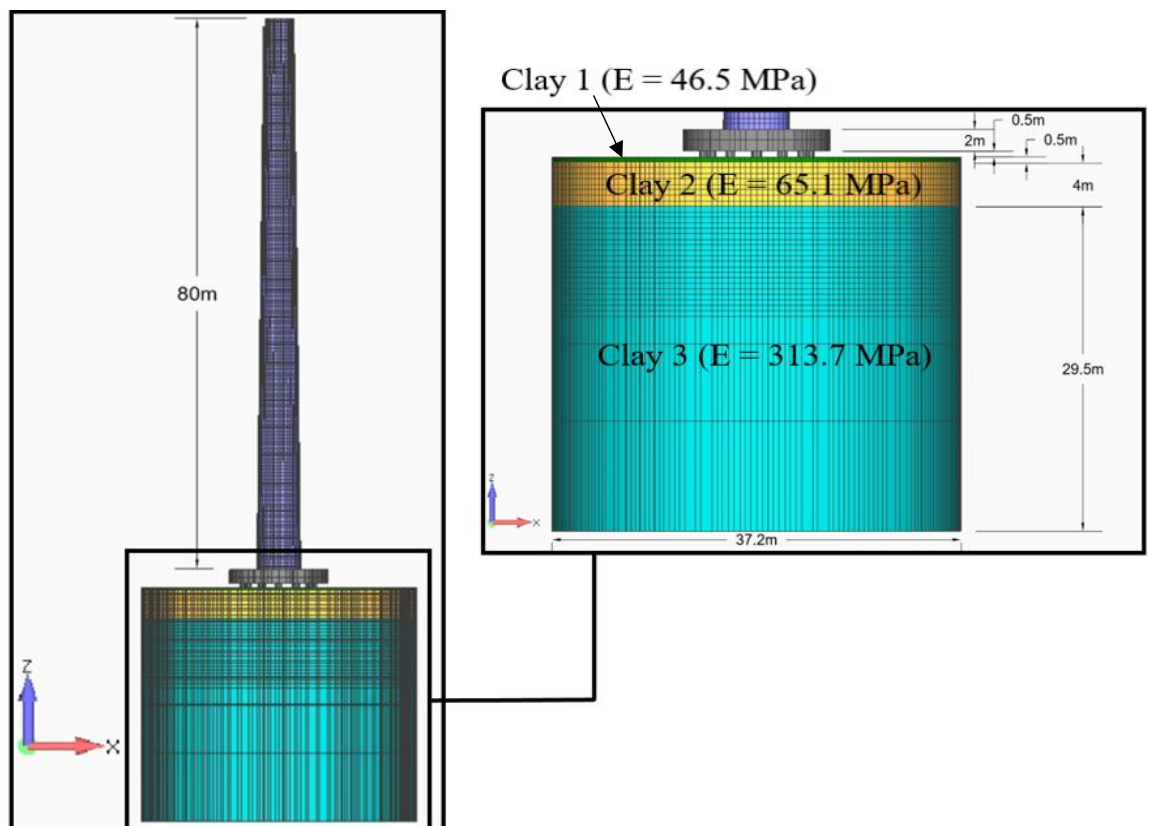 80m
Z
X
Clay 1 (E = 46.5 MPa)
0.5m
2m
0.5m
Clay 2 (E = 65.1 MPa)
4m
Clay 3 (E = 313.7 MPa)
29.5m
Z
X
37.2m